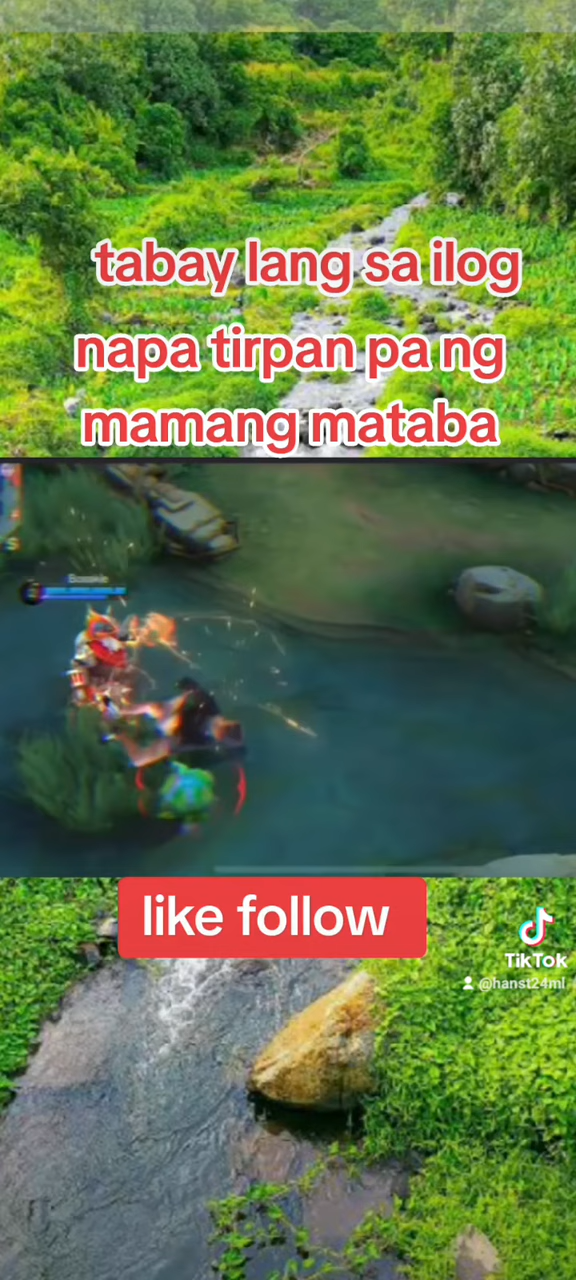 tabay lang sa ilog
napa tirpan pa ng
mamang mataba
like follow
TikTok
@hanst24ml